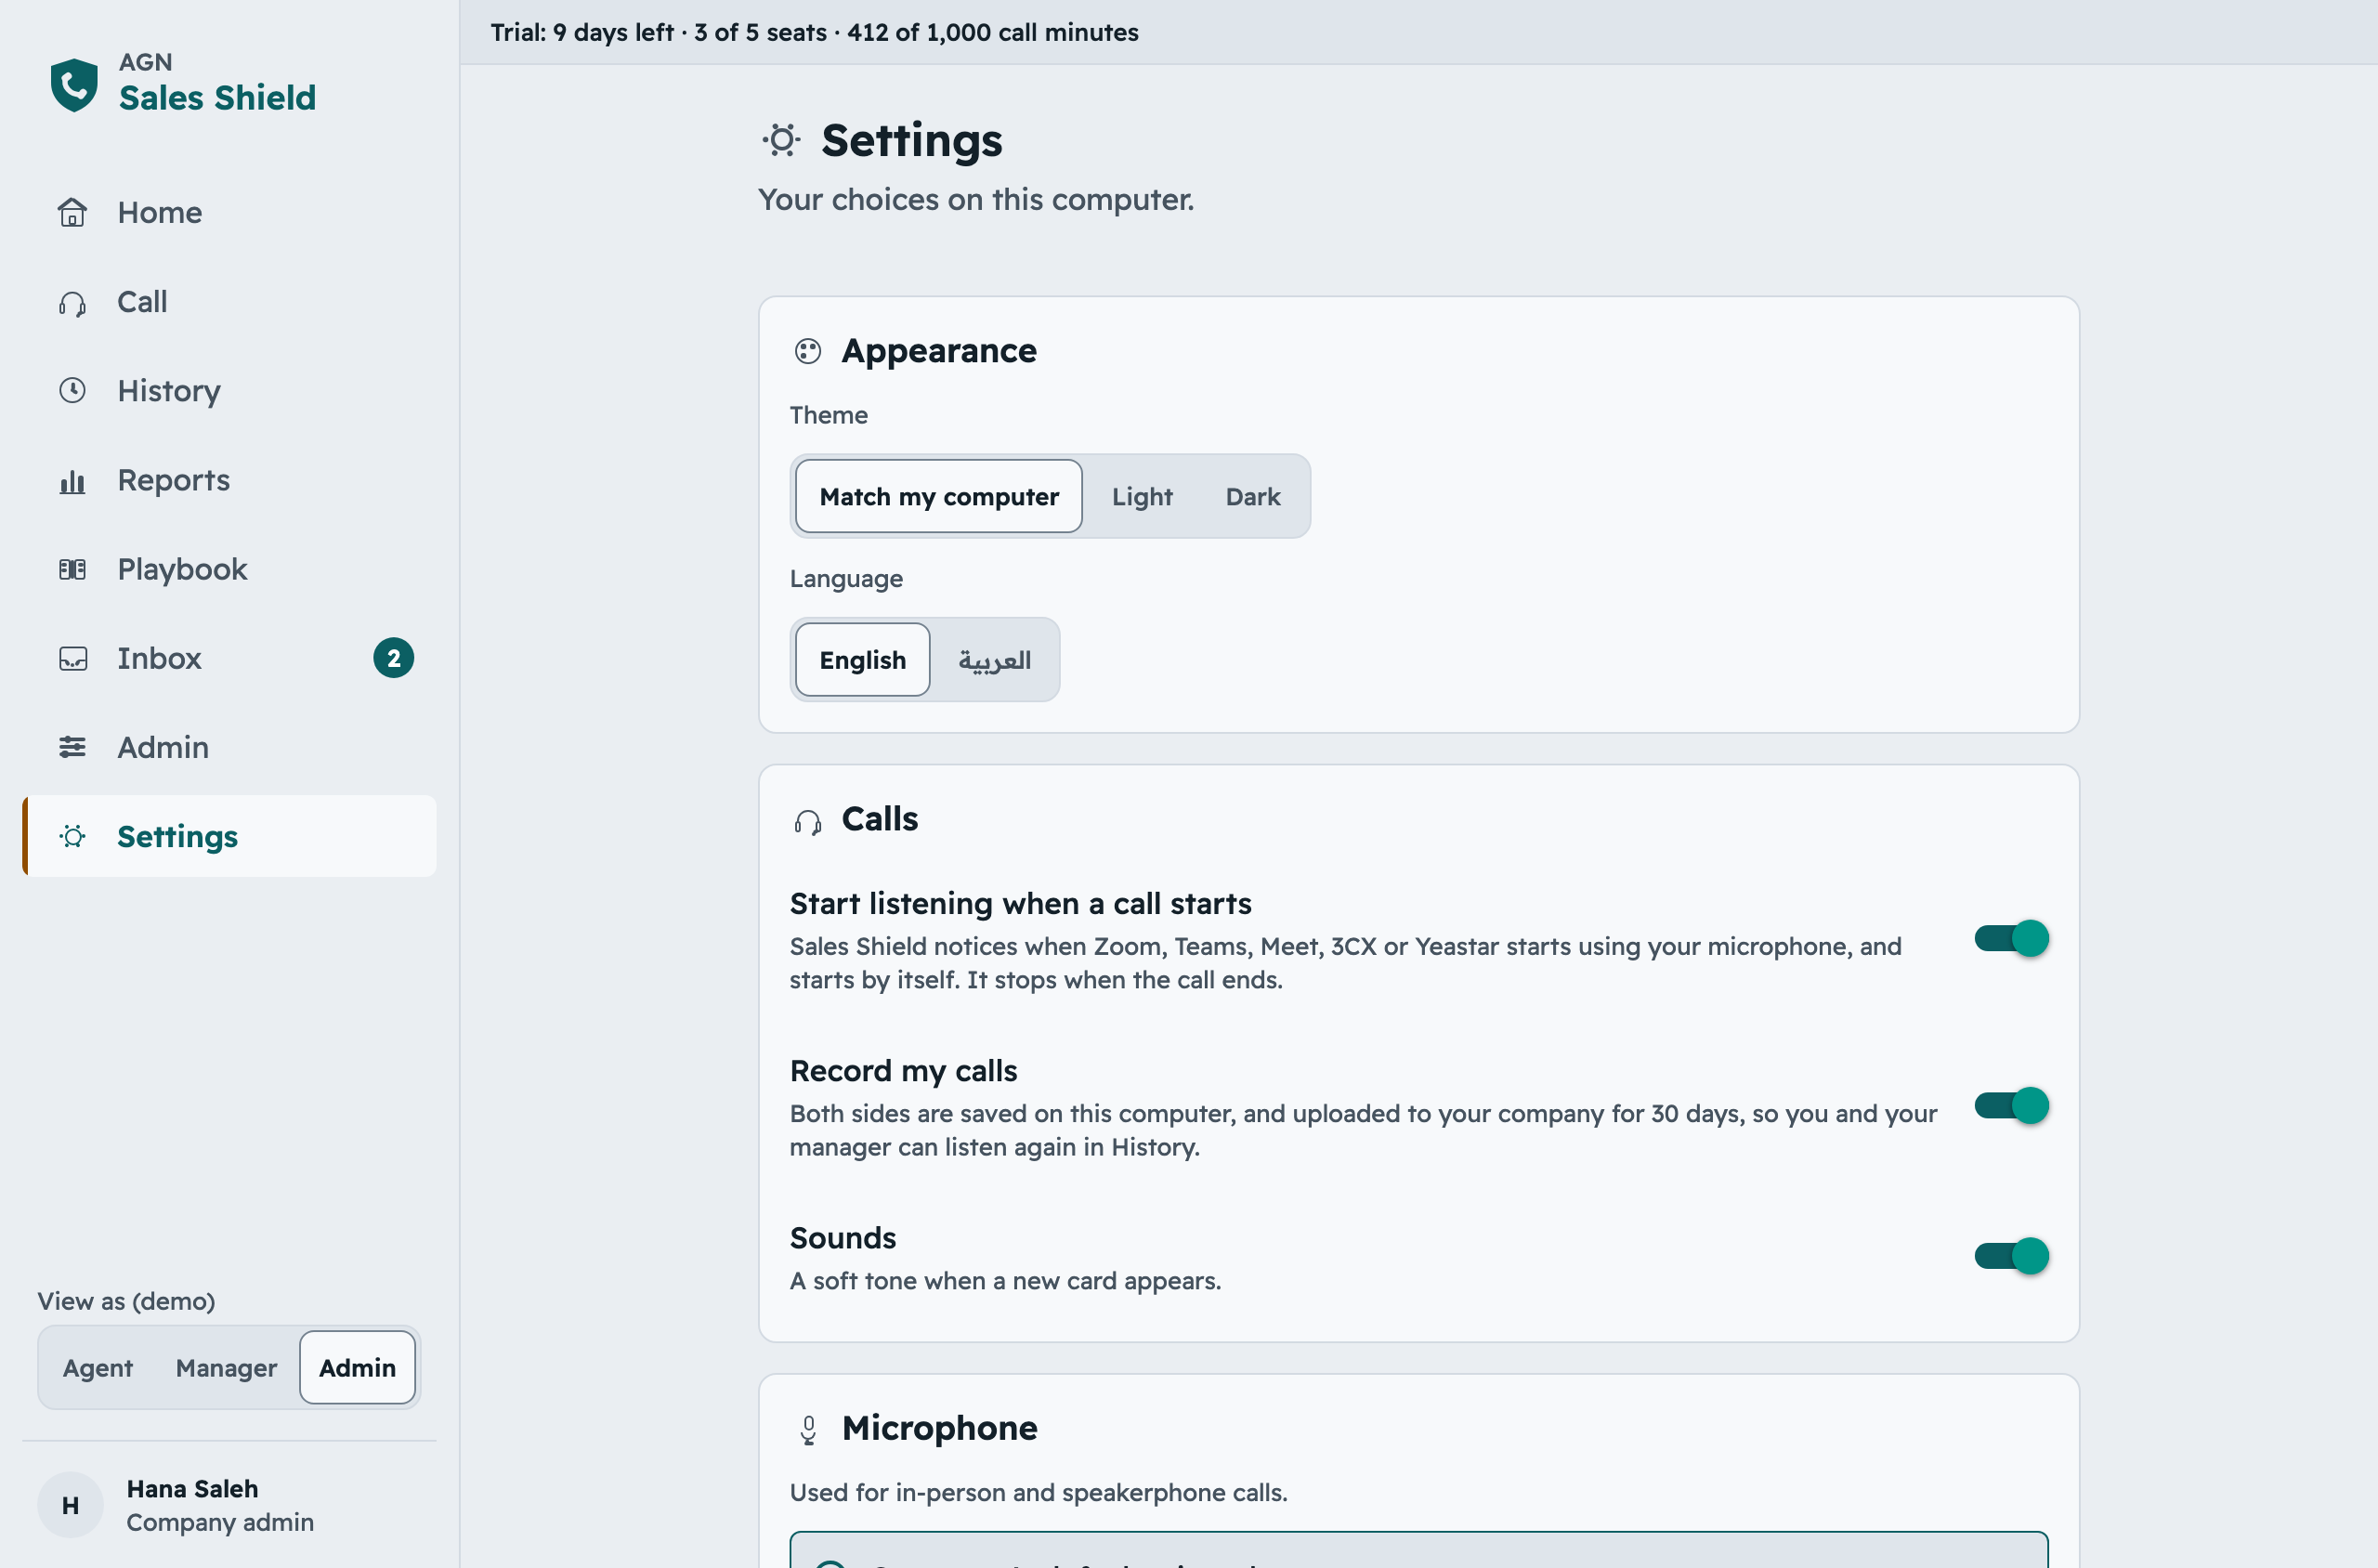 Trial: 9 days left · 3 of 5 seats · 412 of 1,000 call minutes
AGN
Sales Shield
Home
Call
History
Reports
Playbook
Inbox
2
Admin
Settings
View as (demo)
Agent
Manager
Admin
H
Hana Saleh
Company admin
Settings
Your choices on this computer.
Appearance
Theme
Match my computer
Light
Dark
Language
English
العربية
Calls
Start listening when a call starts
Sales Shield notices when Zoom, Teams, Meet, 3CX or Yeastar starts using your microphone, and
starts by itself. It stops when the call ends.
Record my calls
Both sides are saved on this computer, and uploaded to your company for 30 days, so you and your
manager can listen again in History.
Sounds
A soft tone when a new card appears.
Microphone
Used for in-person and speakerphone calls.